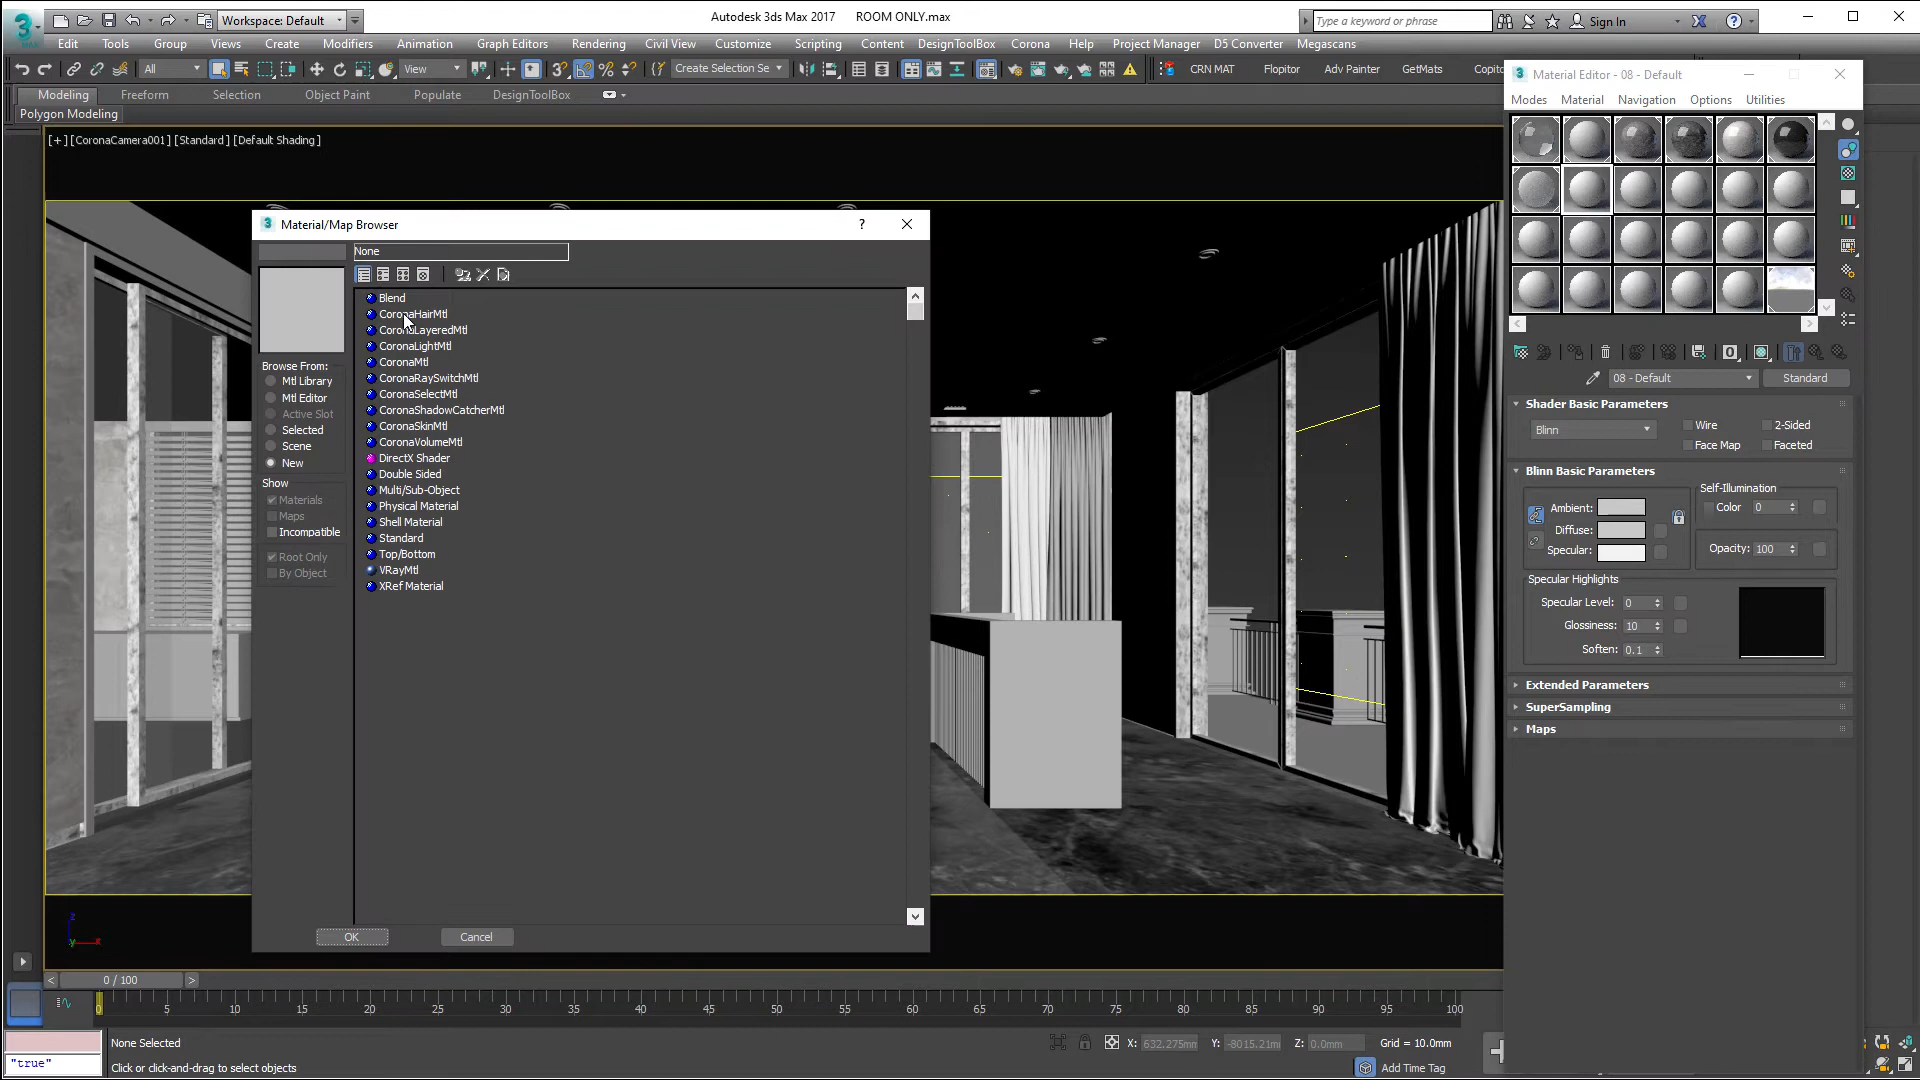 Workspace: Default
Autodesk 3ds Max 2017 ROOM ONLY.max
Type a keyword or phrase
Sign In
Edit Tools Group Views Create Modifiers Animation Graph Editors Rendering Civil View Customize Scripting Content DesignToolBox Corona Help Project Manager D5 Converter Megascans
All View Create Selection Se CRN MAT Flopitor Adv Painter GetMats Copito
Modeling Freeform Selection Object Paint Populate DesignToolBox
Polygon Modeling
[+] [CoronaCamera001] [Standard] [Default Shading]
Material/Map Browser
None
Blend
CoronaHairMtl
CoronaLayeredMtl
CoronaLightMtl
CoronaMtl
CoronaRaySwitchMtl
CoronaSelectMtl
CoronaShadowCatcherMtl
CoronaSkinMtl
CoronaVolumeMtl
DirectX Shader
Double Sided
Multi/Sub-Object
Physical Material
Shell Material
Standard
Top/Bottom
VRayMtl
XRef Material
Browse From:
Mtl Library
Mtl Editor
Active Slot
Selected
Scene
New
Show
Materials
Maps
Incompatible
Root Only
By Object
OK Cancel
Material Editor - 08 - Default
Modes Material Navigation Options Utilities
08 - Default Standard
Shader Basic Parameters
Blinn
Wire 2-Sided
Face Map Faceted
Blinn Basic Parameters
Self-Illumination
Ambient: Color 0
Diffuse:
Specular: Opacity: 100
Specular Highlights
Specular Level: 0
Glossiness: 10
Soften: 0.1
Extended Parameters
SuperSampling
Maps
z
y x
< 0 / 100 >
0 5 10 15 20 25 30 35 40 45 50 55 60 65 70 75 80 85 90 95 100
None Selected
X: 632.275mm Y: -8015.21mm Z: 0.0mm Grid = 10.0mm
"true"
Click or click-and-drag to select objects
Add Time Tag